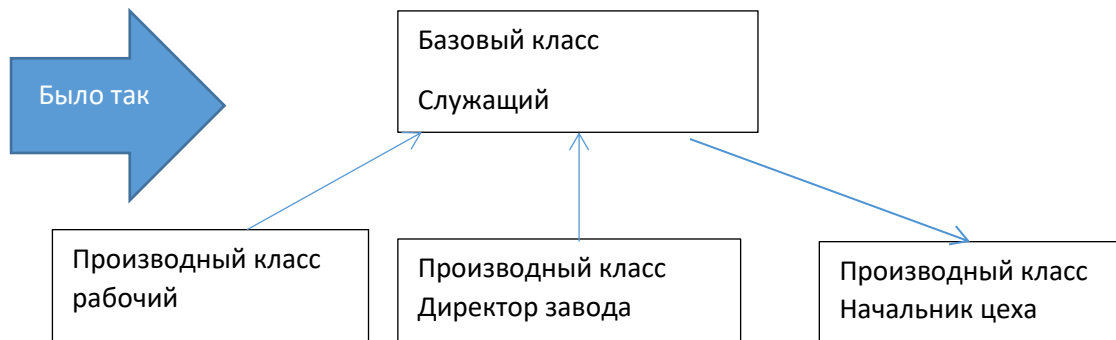 Было так
Базовый класс
Служащий
Производный класс
рабочий
Производный класс
Директор завода
Производный класс
Начальник цеха